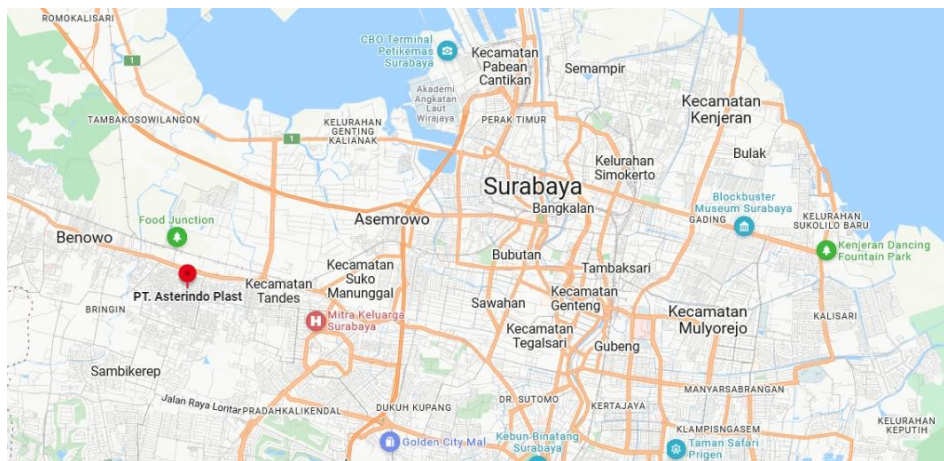 ROMOKALISARI
CBO Terminal
Petikemas
Surabaya
Kecamatan
Pabean
Cantikan
Semampir
Akademi
Angkatan
Laut
Wirajaya
Kecamatan
Kenjeran
TAMBAKOSOWILANGON
KELURAHAN
GENTING
KALIANAK
1
1
PERAK TIMUR
Kelurahan
Simokerto
Bulak
Surabaya
Bangkalan
Blockbuster
Museum Surabaya
GADING
KELURAHAN
SUKOLILO BARU
Food Junction
Asemrowo
Benowo
Kenjeran Dancing
Fountain Park
Bubutan
Tambaksari
Kecamatan
Suko
Manunggal
Kecamatan
Tandes
PT. Asterindo Plast
BRINGIN
Sawahan
Kecamatan
Genteng
Kecamatan
Mulyorejo
KALISARI
H
Mitra Keluarga
Surabaya
Kecamatan
Tegalsari
Gubeng
Sambikerep
Jalan Raya Lontar
PRADAHKALIKENDAL
DUKUH KUPANG
DR. SUTOMO
KERTAJAYA
MANYARSABRANGAN
KLAMPISNGASEM
KELURAHAN
KEPUTIH
Golden City Mal
Kebun Binatang
Surabaya
Taman Safari
Prigen